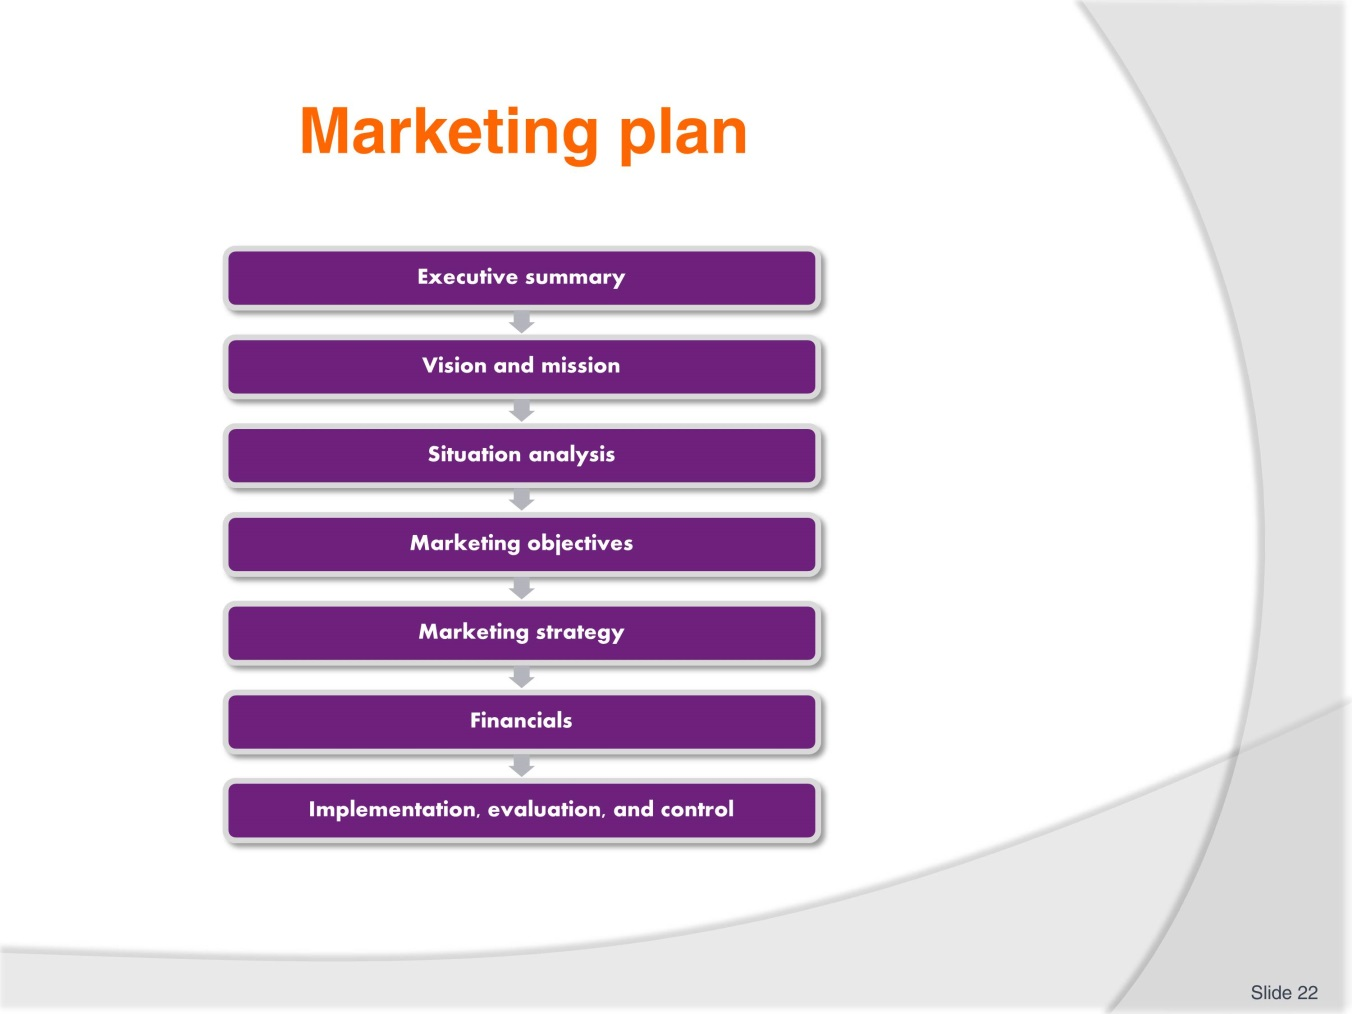 Marketing plan
Executive summary
Vision and mission
Situation analysis
Marketing objectives
Marketing strategy
Financials
Implementation, evaluation, and control
Slide 22